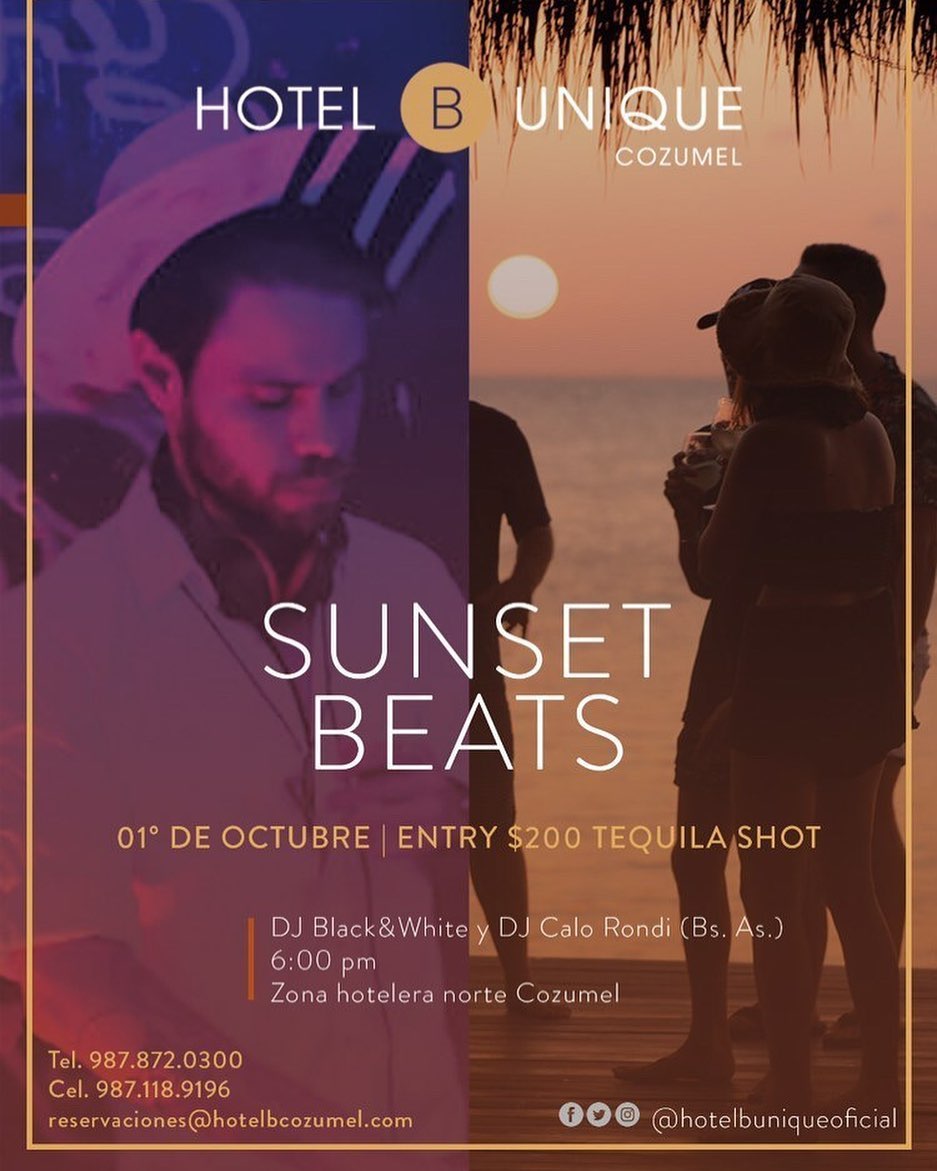 HOTEL B UNIQUE
COZUMEL
SUNSET
BEATS
01° DE OCTUBRE | ENTRY $200 TEQUILA SHOT
DJ Black&White y DJ Calo Rondi (Bs. As.)
6:00 pm
Zona hotelera norte Cozumel
Tel. 987.872.0300
Cel. 987.118.9196
reservaciones@hotelbcozumel.com
@hotelbuniqueoficial